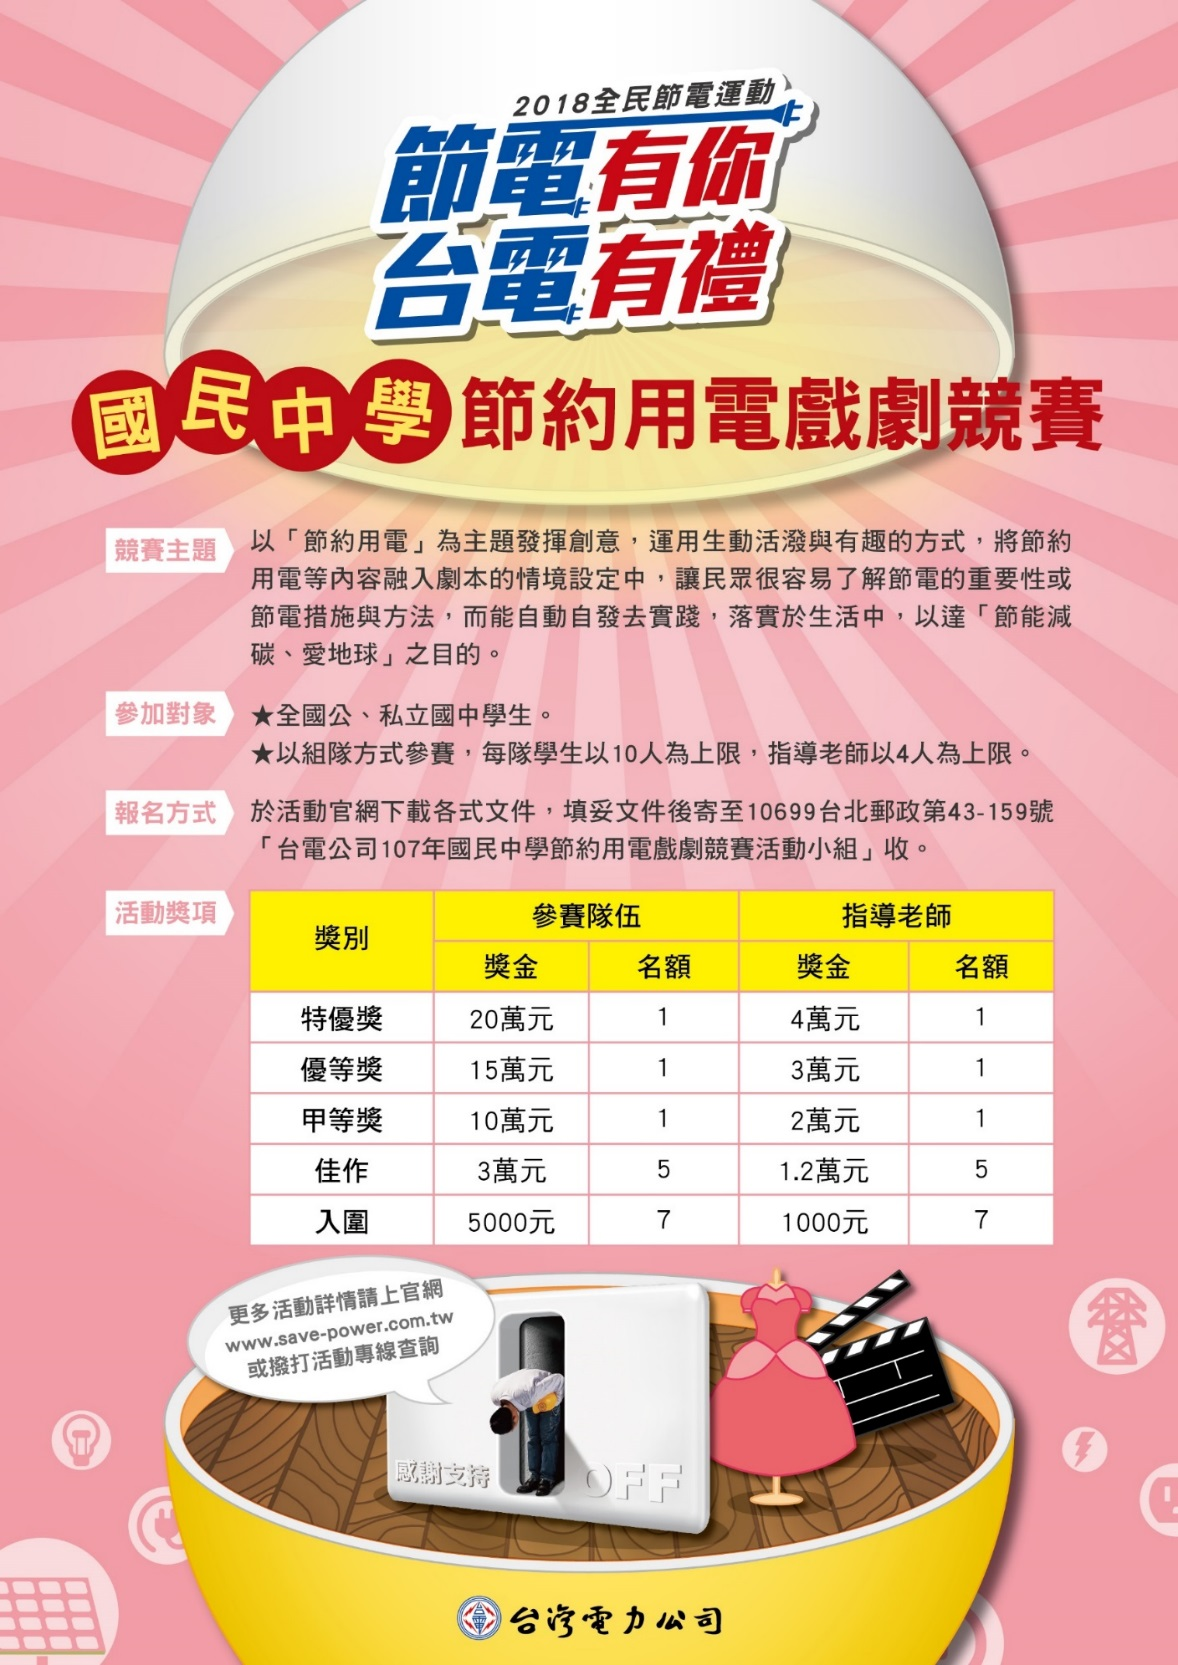 2018全民節電運動
節電有你
台電有禮
國民中學節約用電戲劇競賽
競賽主題
以「節約用電」為主題發揮創意，運用生動活潑與有趣的方式，將節約
用電等內容融入劇本的情境設定中，讓民眾很容易了解節電的重要性或
節電措施與方法，而能自動自發去實踐，落實於生活中，以達「節能減
碳、愛地球」之目的。
參加對象
★全國公、私立國中學生。
★以組隊方式參賽，每隊學生以10人為上限，指導老師以4人為上限。
報名方式
於活動官網下載各式文件，填妥文件後寄至10699台北郵政第43-159號
「台電公司107年國民中學節約用電戲劇競賽活動小組」收。
活動獎項
獎別 參賽隊伍 指導老師
獎金 名額 獎金 名額
特優獎 20萬元 1 4萬元 1
優等獎 15萬元 1 3萬元 1
甲等獎 10萬元 1 2萬元 1
佳作 3萬元 5 1.2萬元 5
入圍 5000元 7 1000元 7
更多活動詳情請上官網
www.save-power.com.tw
或撥打活動專線查詢
感謝支持 OFF
台灣電力公司